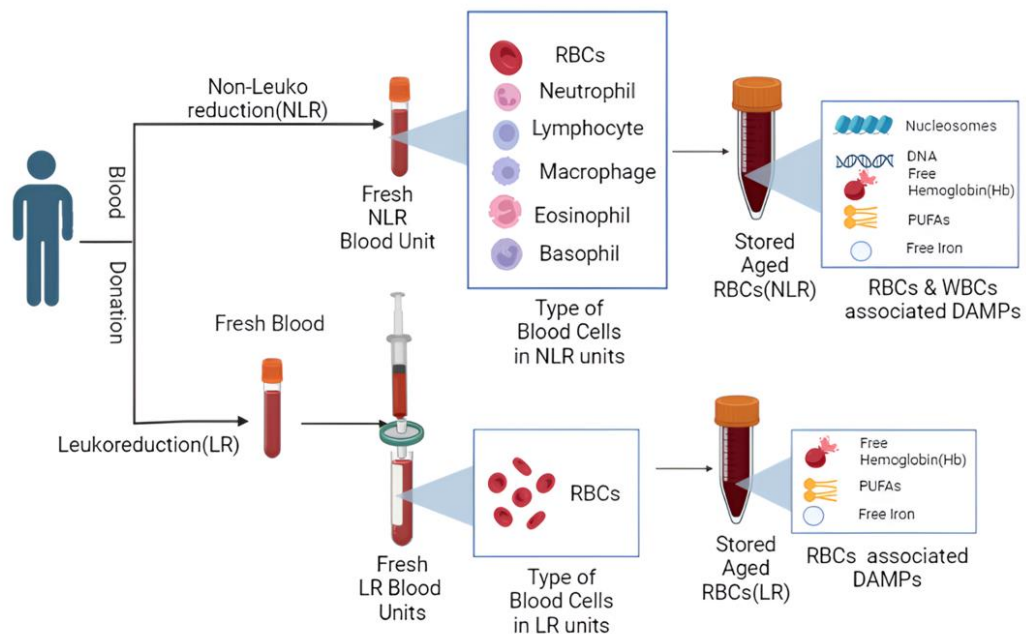 Blood
Donation
Non-Leuko
reduction(NLR)
Fresh
NLR
Blood Unit
RBCs
Neutrophil
Lymphocyte
Macrophage
Eosinophil
Basophil
Type of
Blood Cells
in NLR units
Stored
Aged
RBCs(NLR)
Nucleosomes
DNA
Free
Hemoglobin(Hb)
PUFAs
Free Iron
RBCs & WBCs
associated DAMPs
Leukoreduction(LR)
Fresh Blood
Fresh
LR Blood
Units
RBCs
Type of
Blood Cells
in LR units
Stored
Aged
RBCs(LR)
Free
Hemoglobin(Hb)
PUFAs
Free Iron
RBCs associated
DAMPs